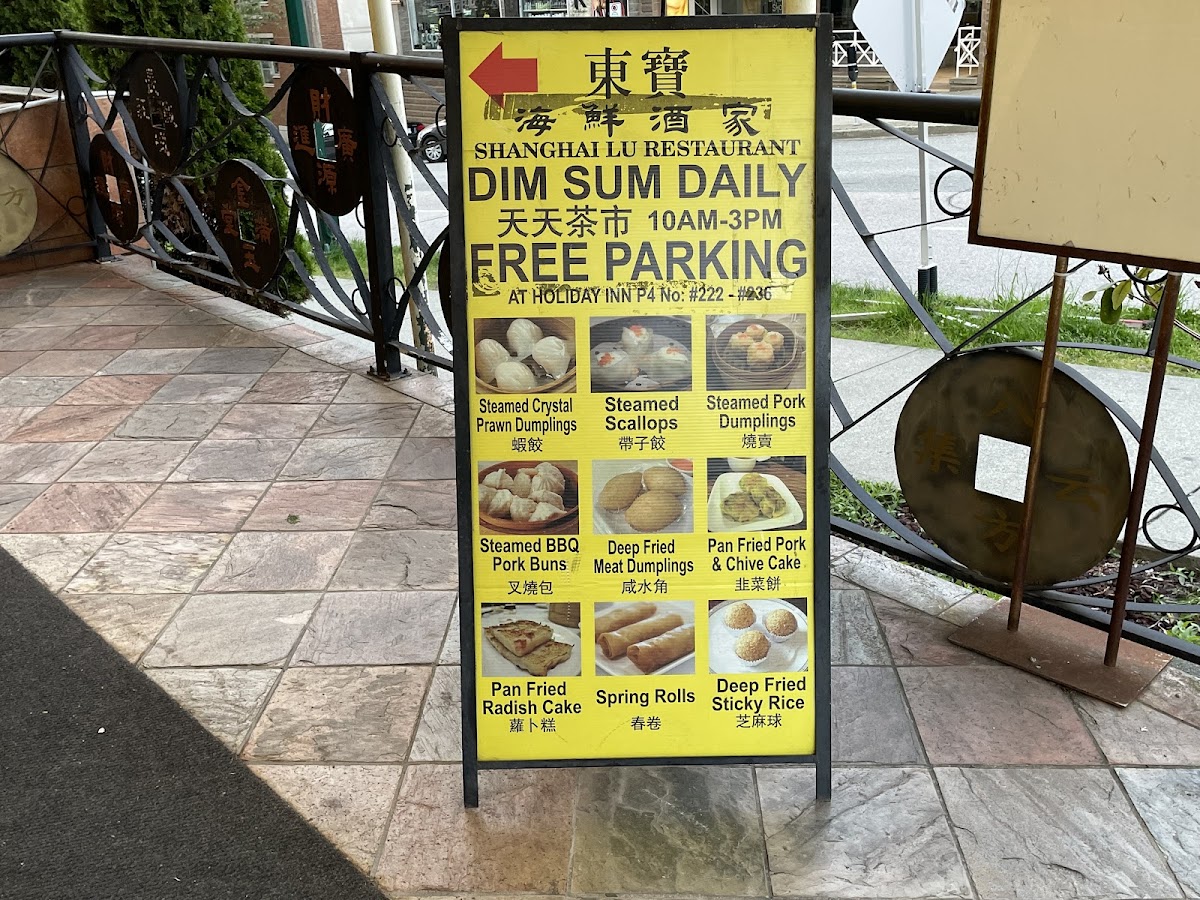 東寶
海鮮酒家
SHANGHAI LU RESTAURANT
DIM SUM DAILY
天天茶市 10AM-3PM
FREE PARKING
AT HOLIDAY INN P4 No: #222 - #236
Steamed Crystal
Prawn Dumplings
蝦餃
Steamed
Scallops
帶子餃
Steamed Pork
Dumplings
燒賣
Steamed BBQ
Pork Buns
叉燒包
Deep Fried
Meat Dumplings
咸水角
Pan Fried Pork
& Chive Cake
韭菜餅
Pan Fried
Radish Cake
蘿卜糕
Spring Rolls
春卷
Deep Fried
Sticky Rice
芝麻球
財
廣
源
進